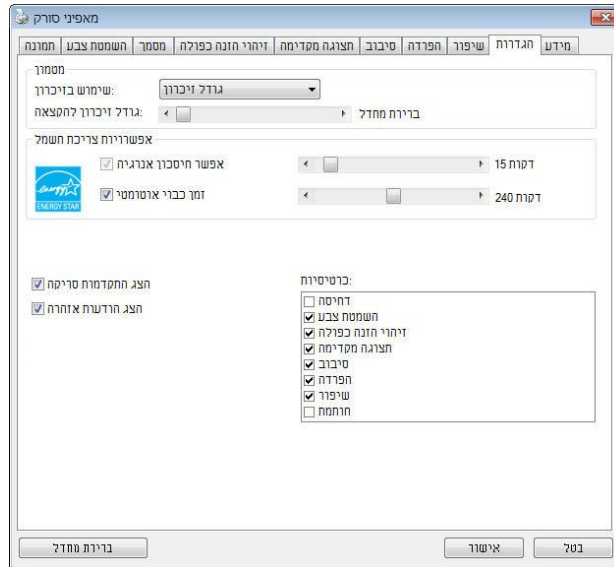 מאפיני סורק
תמונה | השמטת צבע | מסמך | זיהוי הזנה כפולה | תצוגה מקדימה | סיבוב | הפרדה | שיפור | הגדרות | מידע
מטמון
שימוש בזיכרון: גודל זיכרון
גודל זיכרון להקצאה: ברירת מחדל
אפשרויות צריכת חשמל
energy
ENERGY STAR
אפשר חיסכון אנרגיה 15 דקות
זמן כבוי אוטומטי 240 דקות
הצג התקדמות סריקה
הצג הודעות אזהרה
כרטיסיות:
דחיסה
השמטת צבע
זיהוי הזנה כפולה
תצוגה מקדימה
סיבוב
הפרדה
שיפור
חותמת
ברירת מחדל
אישור
בטל